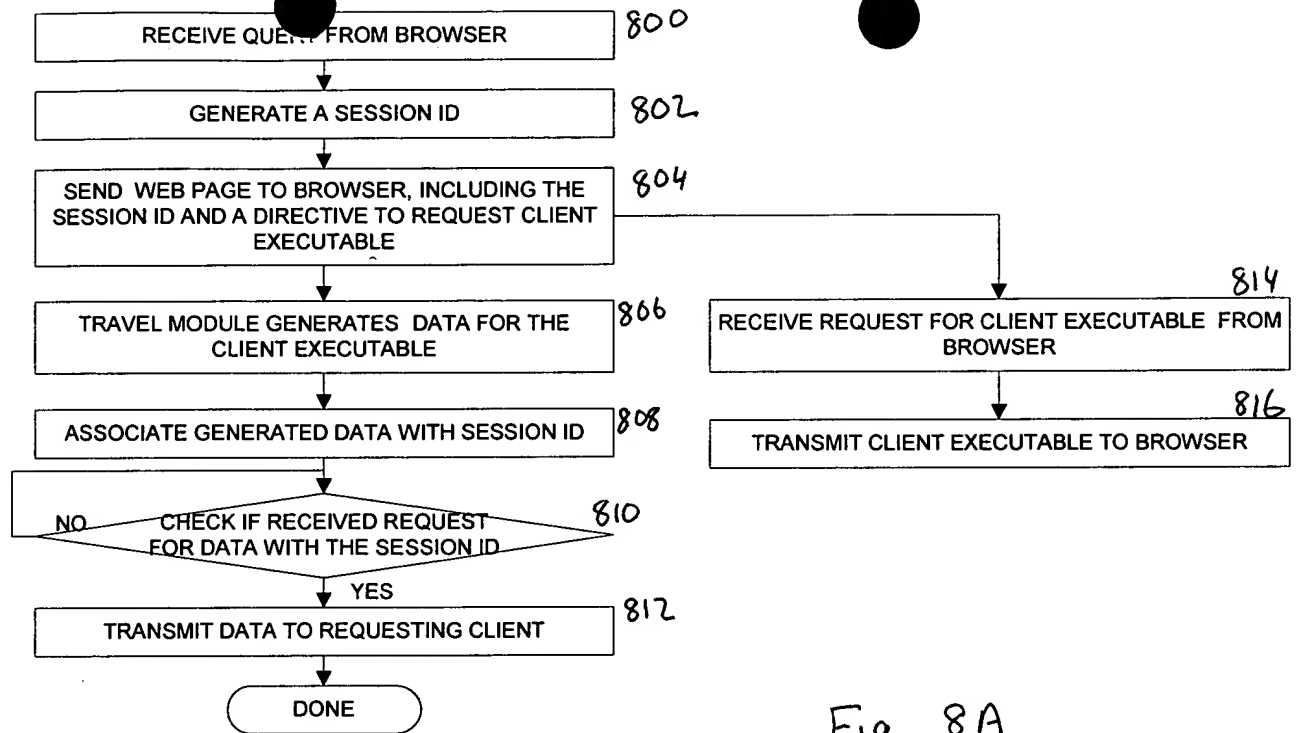 RECEIVE QUERY FROM BROWSER
800
GENERATE A SESSION ID
802
SEND WEB PAGE TO BROWSER, INCLUDING THE
SESSION ID AND A DIRECTIVE TO REQUEST CLIENT
EXECUTABLE
804
TRAVEL MODULE GENERATES DATA FOR THE
CLIENT EXECUTABLE
806
ASSOCIATE GENERATED DATA WITH SESSION ID
808
NO
CHECK IF RECEIVED REQUEST
FOR DATA WITH THE SESSION ID
810
YES
TRANSMIT DATA TO REQUESTING CLIENT
812
DONE
814
RECEIVE REQUEST FOR CLIENT EXECUTABLE FROM
BROWSER
816
TRANSMIT CLIENT EXECUTABLE TO BROWSER
Fig 8A